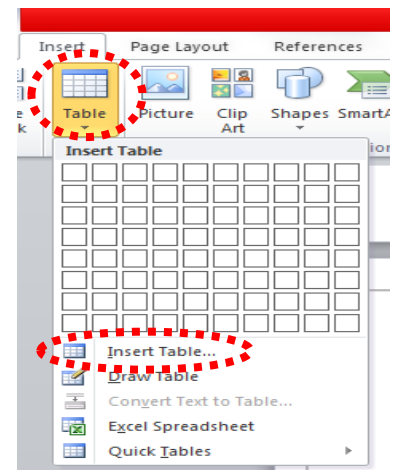 Insert Page Layout References
Table Picture Clip Art Shapes SmartA
k
Insert Table
Insert Table...
Draw Table
Convert Text to Table...
Excel Spreadsheet
Quick Tables